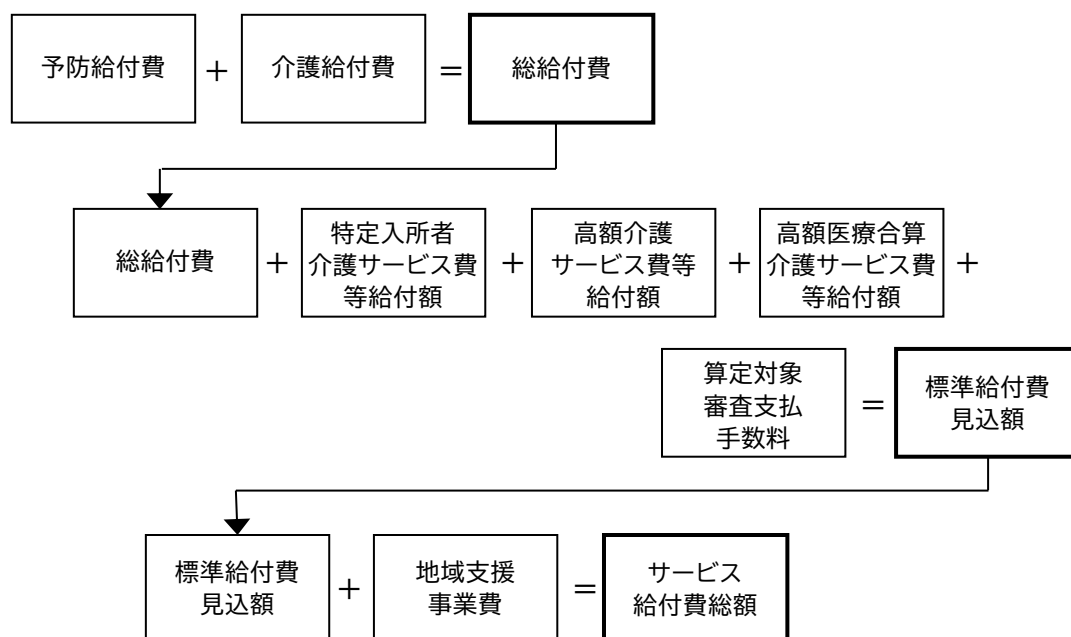 予防給付費 ＋ 介護給付費 ＝ 総給付費
総給付費 ＋ 特定入所者 介護サービス費 等給付額 ＋ 高額介護 サービス費等 給付額 ＋ 高額医療合算 介護サービス費 等給付額 ＋
算定対象 審査支払 手数料 ＝ 標準給付費 見込額
標準給付費 見込額 ＋ 地域支援 事業費 ＝ サービス 給付費総額